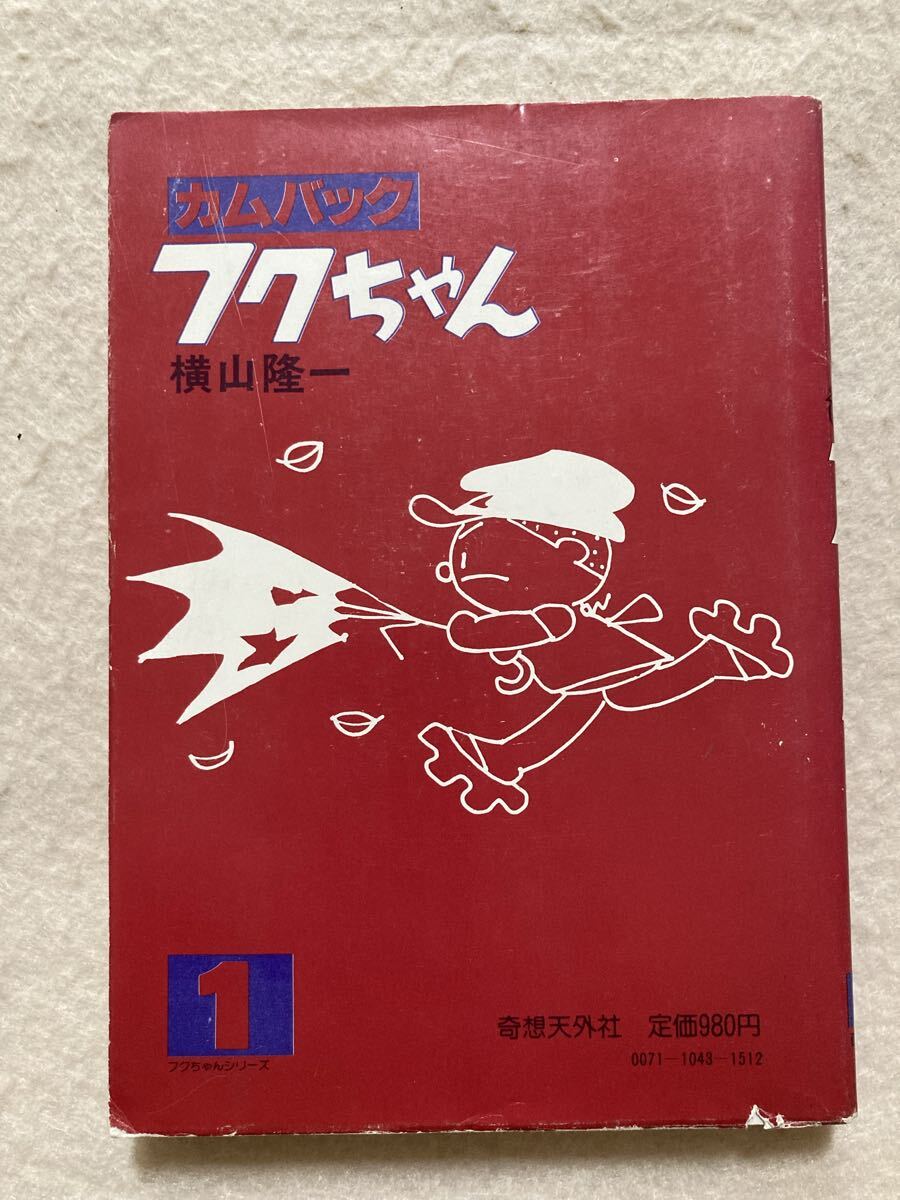 カムバック
フクちゃん
横山隆一
1
フクちゃんシリーズ
奇想天外社 定価980円
0071-1043-1512